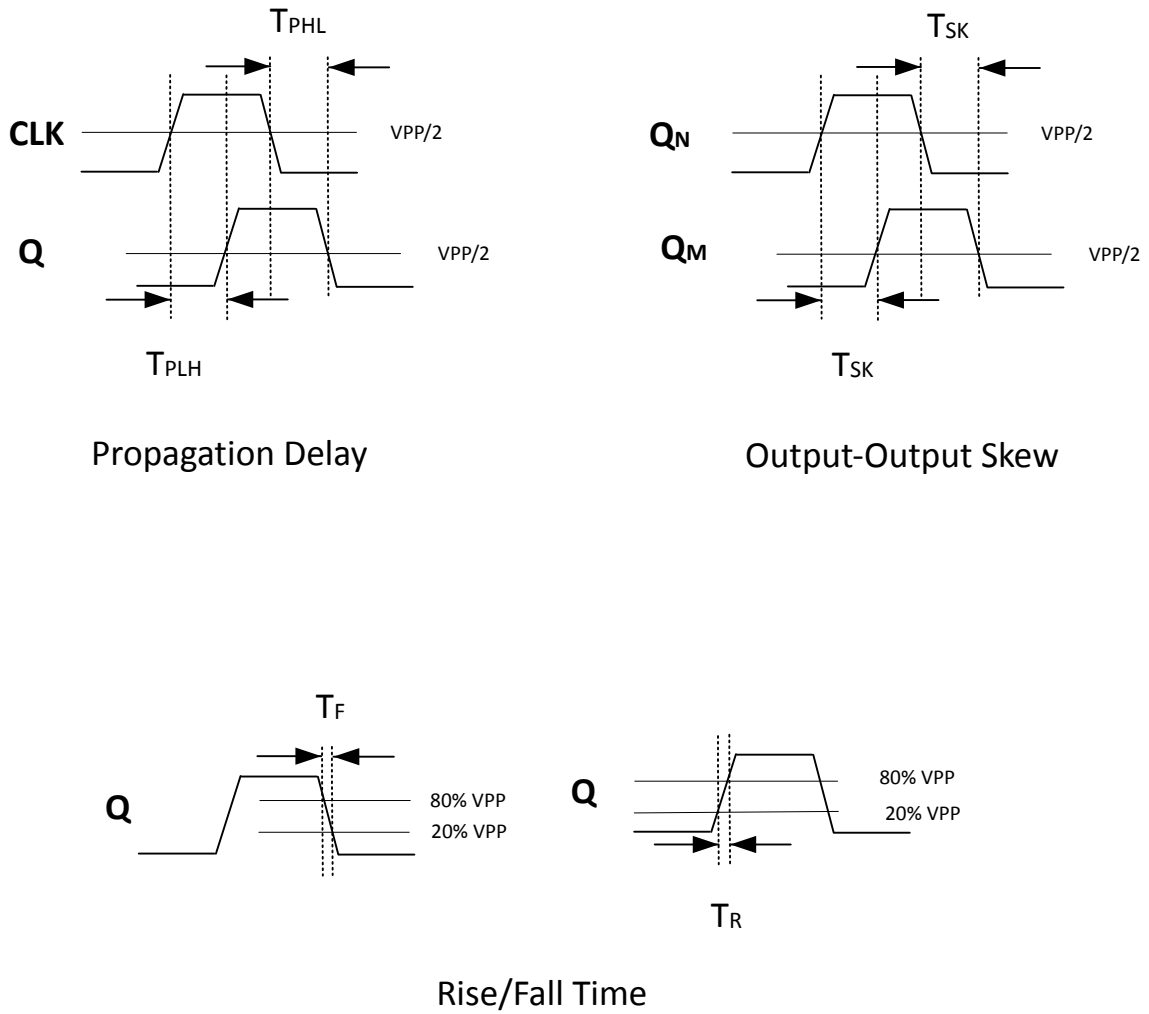 TPHL
CLK
VPP/2
Q
VPP/2
TPLH
Propagation Delay
TSK
QN
VPP/2
QM
VPP/2
TSK
Output-Output Skew
TF
Q
80% VPP
20% VPP
Q
80% VPP
20% VPP
TR
Rise/Fall Time